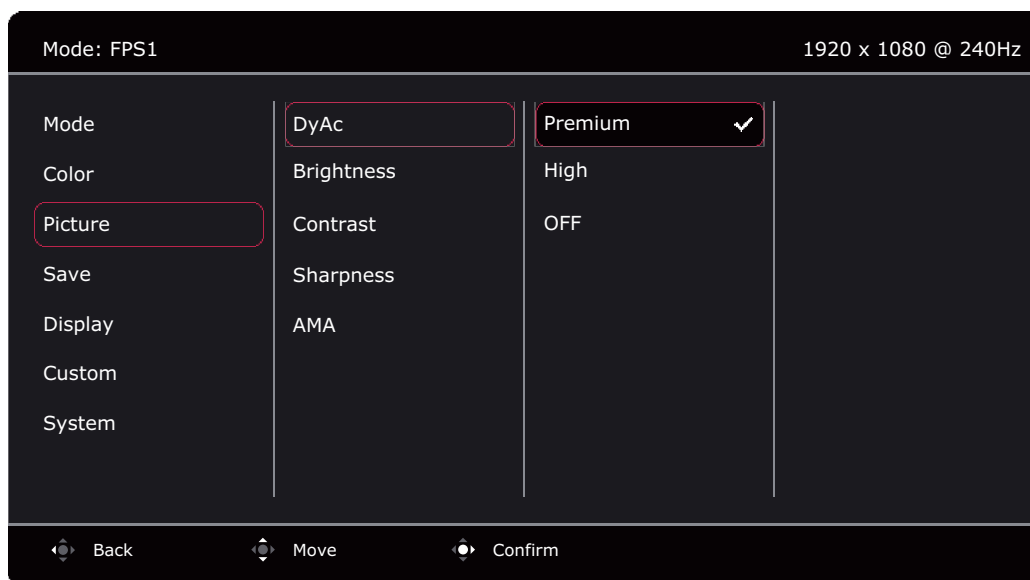 Mode: FPS1 1920 x 1080 @ 240Hz
Mode DyAc Premium
Color Brightness High
Picture Contrast OFF
Save Sharpness
Display AMA
Custom
System
Back Move Confirm